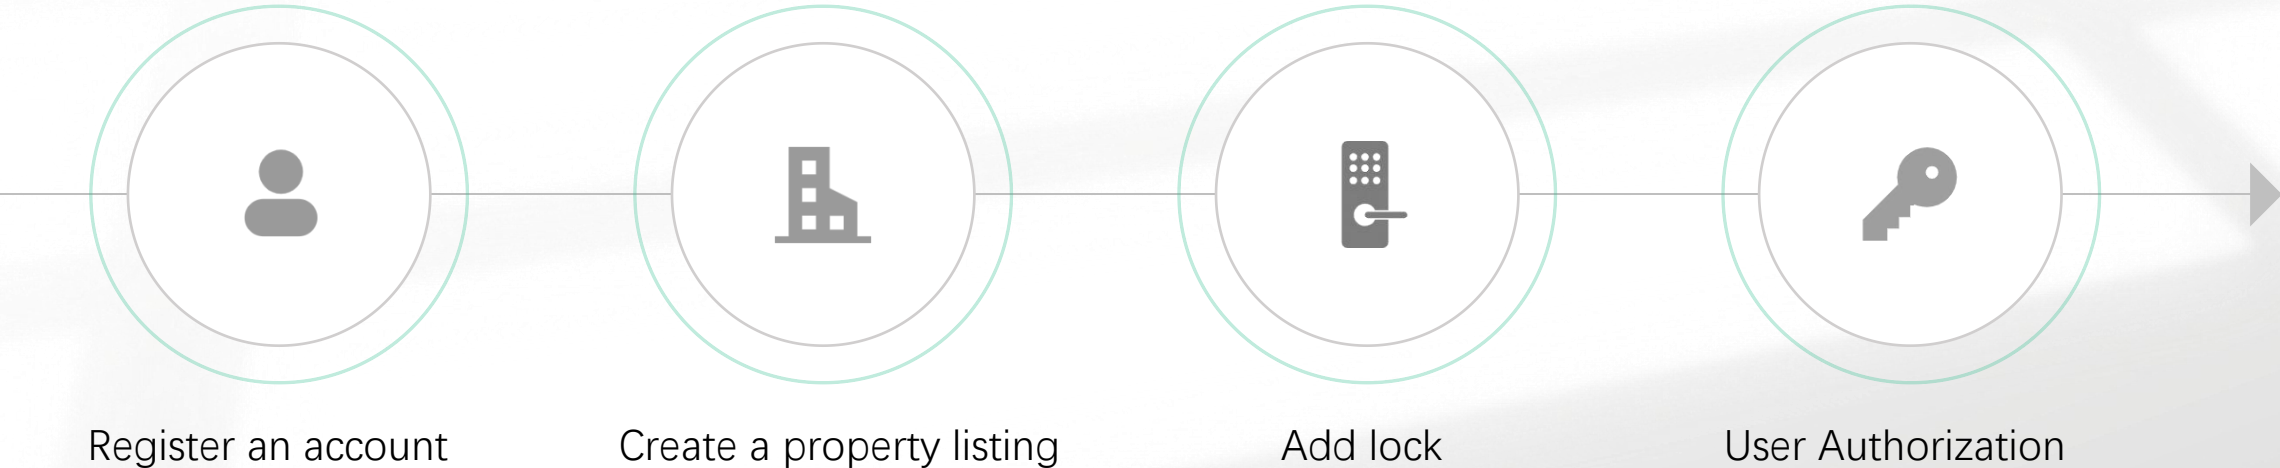 Register an account
Create a property listing
Add lock
User Authorization